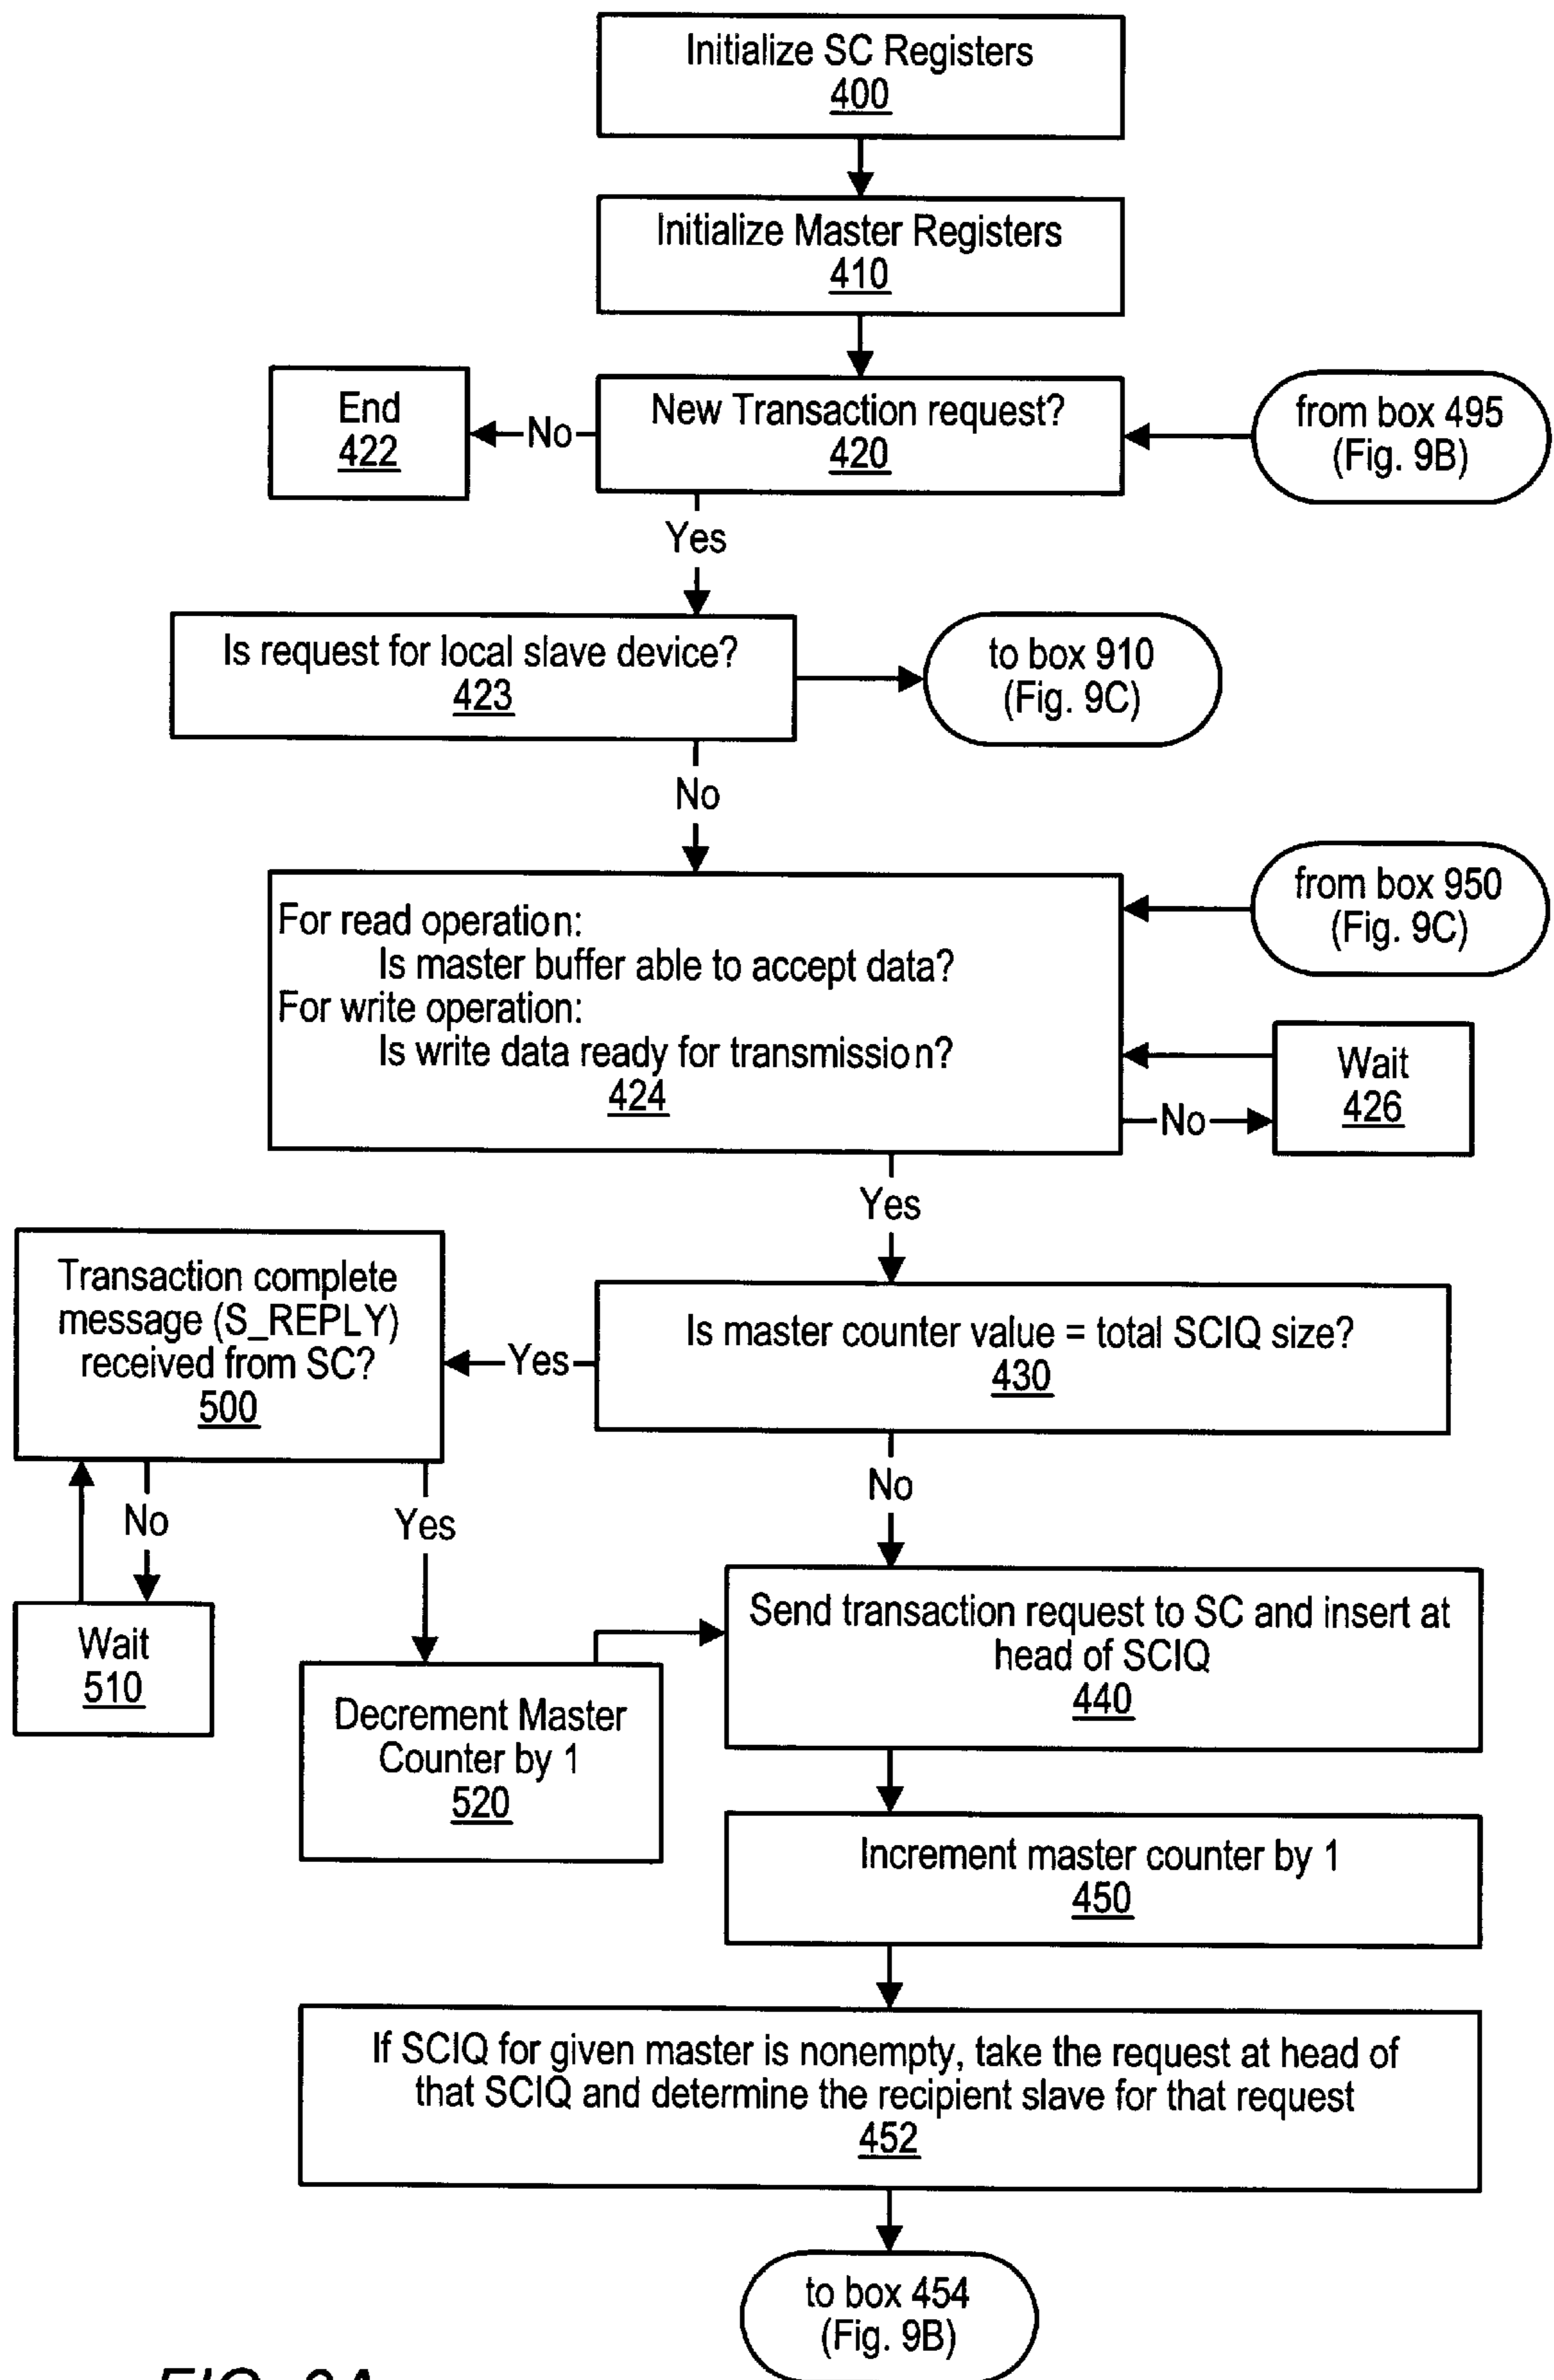 Initialize SC Registers
400
Initialize Master Registers
410
End
422
No
New Transaction request?
420
from box 495
(Fig. 9B)
Yes
Is request for local slave device?
423
to box 910
(Fig. 9C)
No
For read operation:
Is master buffer able to accept data?
For write operation:
Is write data ready for transmission?
424
from box 950
(Fig. 9C)
No
Wait
426
Yes
Transaction complete
message (S_REPLY)
received from SC?
500
Yes
Is master counter value = total SCIQ size?
430
No
Yes
No
Wait
510
Decrement Master
Counter by 1
520
Send transaction request to SC and insert at
head of SCIQ
440
Increment master counter by 1
450
If SCIQ for given master is nonempty, take the request at head of
that SCIQ and determine the recipient slave for that request
452
to box 454
(Fig. 9B)